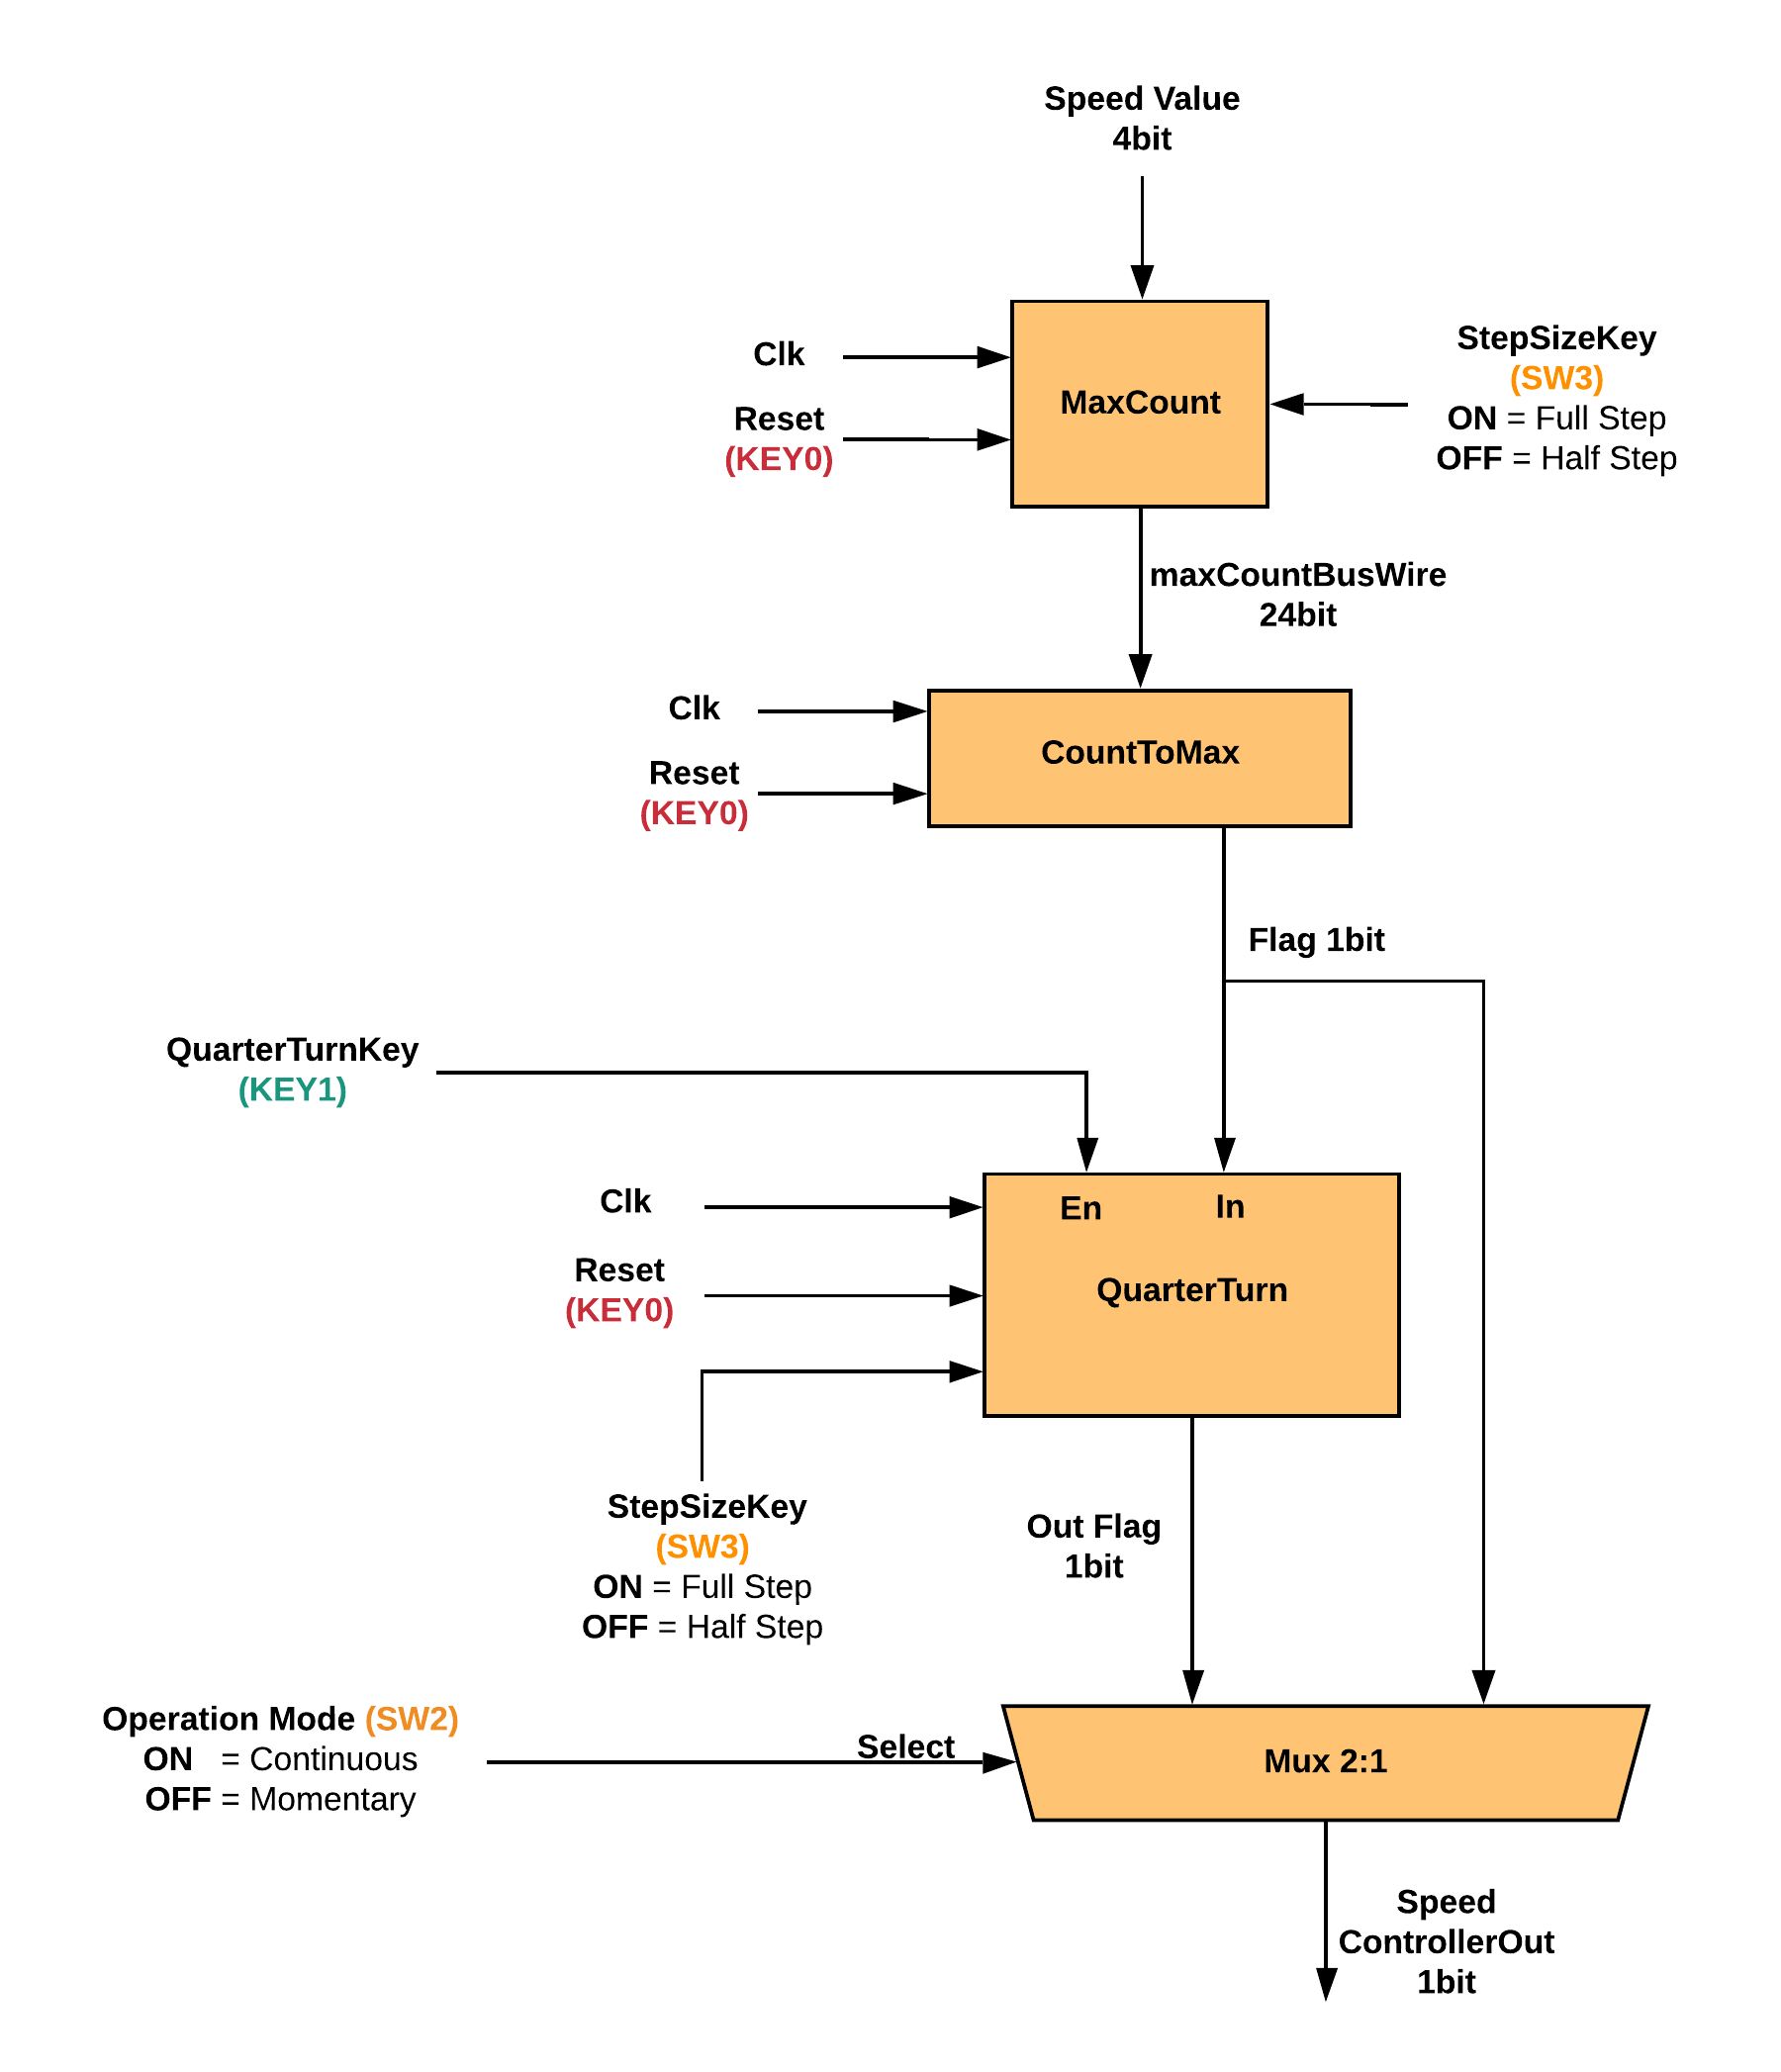 Speed Value
4bit
Clk
Reset
(KEY0)
MaxCount
StepSizeKey
(SW3)
ON = Full Step
OFF = Half Step
maxCountBusWire
24bit
Clk
Reset
(KEY0)
CountToMax
Flag 1bit
QuarterTurnKey
(KEY1)
Clk
Reset
(KEY0)
En In
QuarterTurn
StepSizeKey
(SW3)
ON = Full Step
OFF = Half Step
Out Flag
1bit
Operation Mode (SW2)
ON = Continuous
OFF = Momentary
Select
Mux 2:1
Speed
ControllerOut
1bit